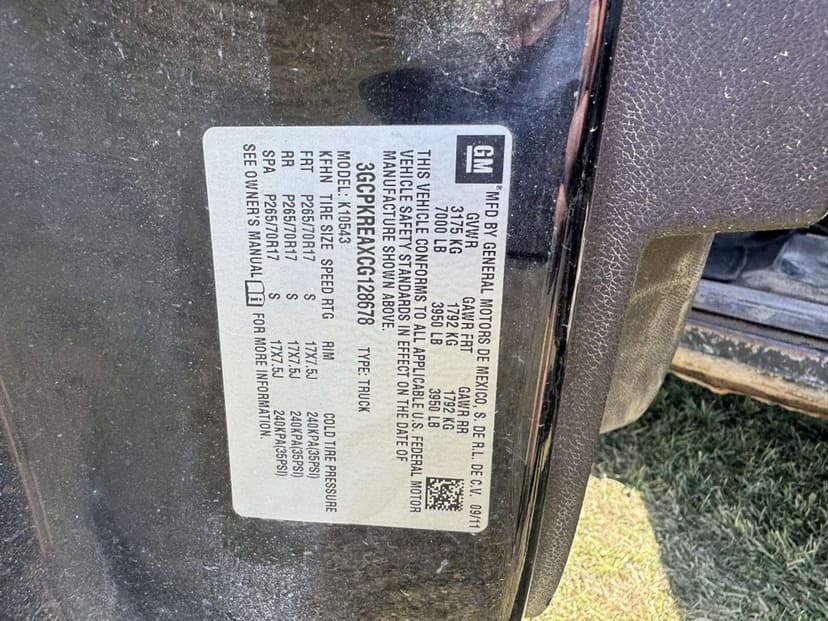 GM® MFD BY GENERAL MOTORS DE MEXICO, S. DE R.L. DE C.V. 09/11
GVWR GAWR FRT GAWR RR
3175 KG 1792 KG 1792 KG
7000 LB 3950 LB 3950 LB
THIS VEHICLE CONFORMS TO ALL APPLICABLE U.S. FEDERAL MOTOR
VEHICLE SAFETY STANDARDS IN EFFECT ON THE DATE OF
MANUFACTURE SHOWN ABOVE.
3GCPKREAXCG128678 TYPE: TRUCK
MODEL: K10543
KFHN TIRE SIZE SPEED RTG RIM COLD TIRE PRESSURE
FRT P265/70R17 S 17X7.5J 240KPA(35PSI)
RR P265/70R17 S 17X7.5J 240KPA(35PSI)
SPA P265/70R17 S 17X7.5J 240KPA(35PSI)
SEE OWNER'S MANUAL i FOR MORE INFORMATION.